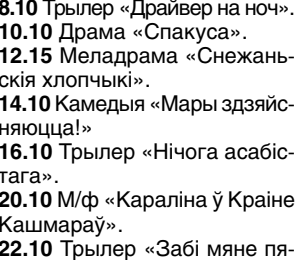 8.10 Трылер «Драйвер на ноч».
10.10 Драма «Спакуса».
12.15 Меладрама «Снежань-
скія хлопчыкі».
14.10 Камедыя «Мары здзяйс-
няюцца!»
16.10 Трылер «Нічога асабіс-
тага».
20.10 М/ф «Караліна ў Краіне
Кашмараў».
22.10 Трылер «Забі мяне пя-